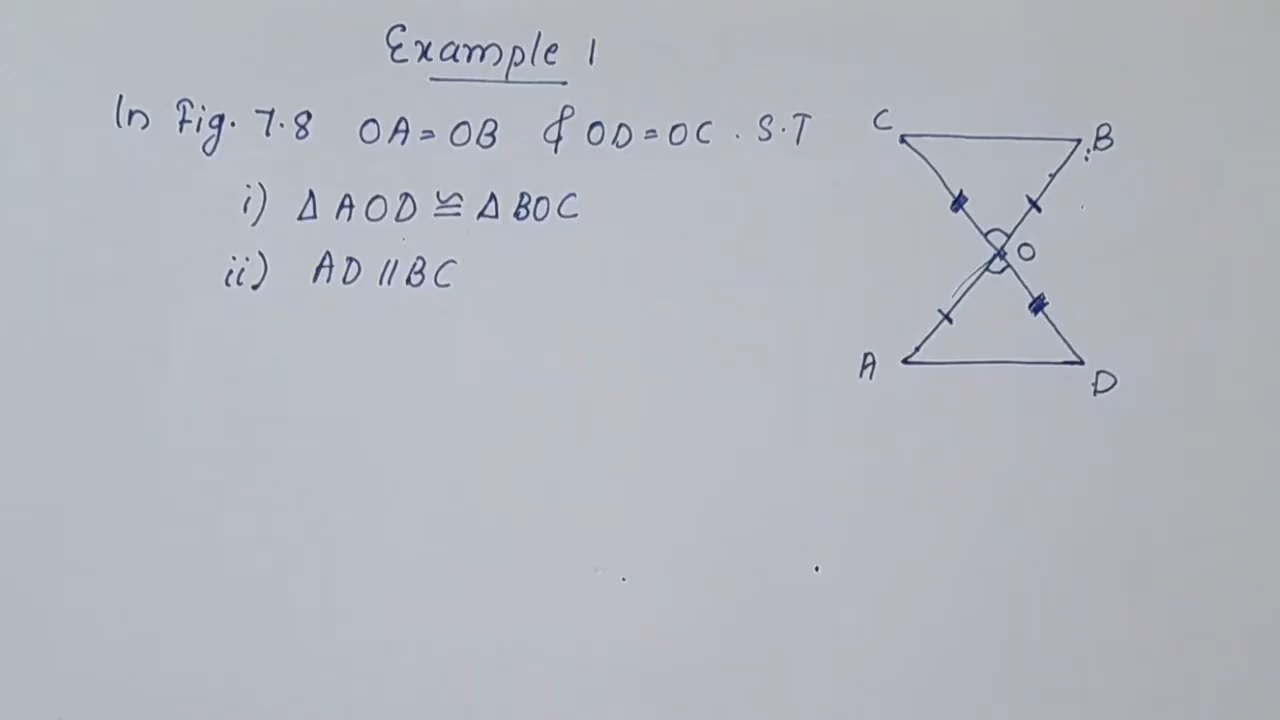 Example 1
In Fig. 7.8 OA = OB & OD = OC . S.T
i) Δ AOD ≅ Δ BOC
ii) AD || BC
C
B
O
A
D